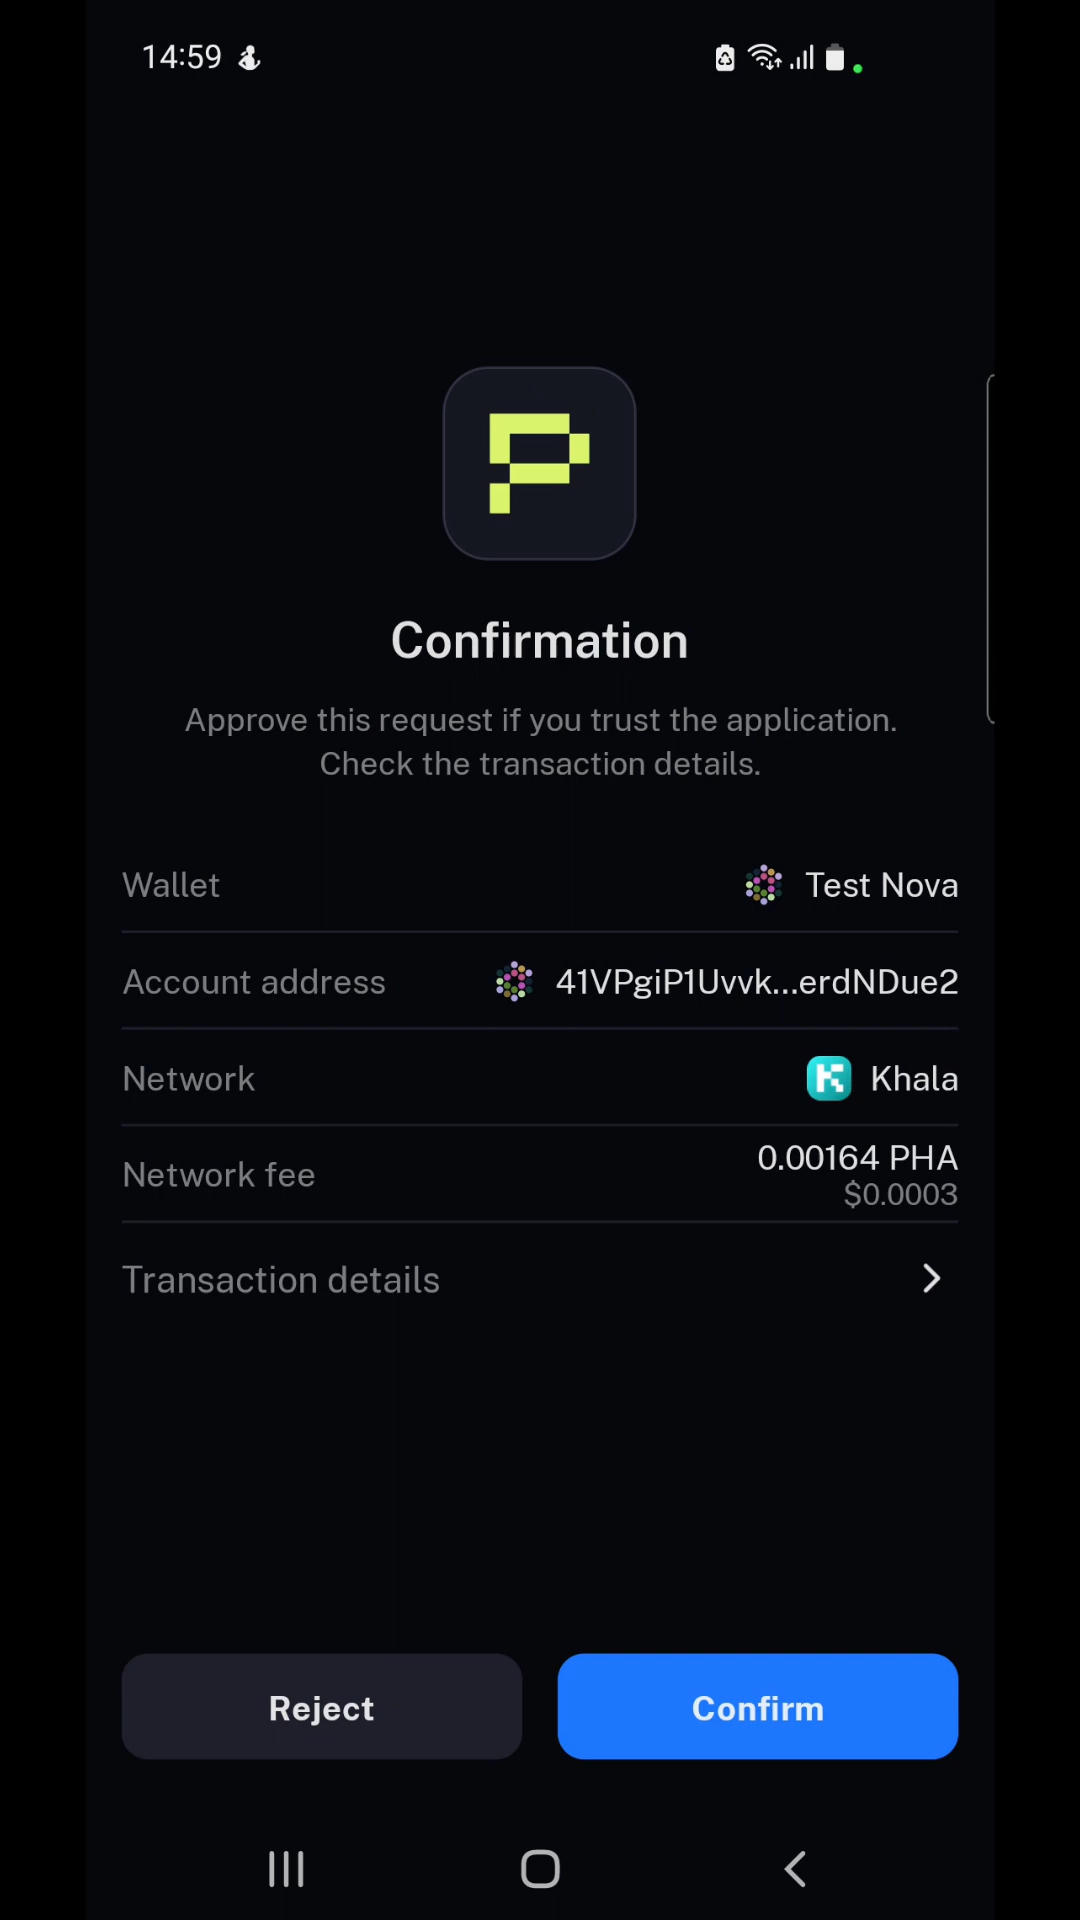 14:59
Confirmation
Approve this request if you trust the application.
Check the transaction details.
Wallet Test Nova
Account address 41VPgiP1Uvvk...erdNDue2
Network Khala
Network fee 0.00164 PHA
$0.0003
Transaction details
Reject Confirm